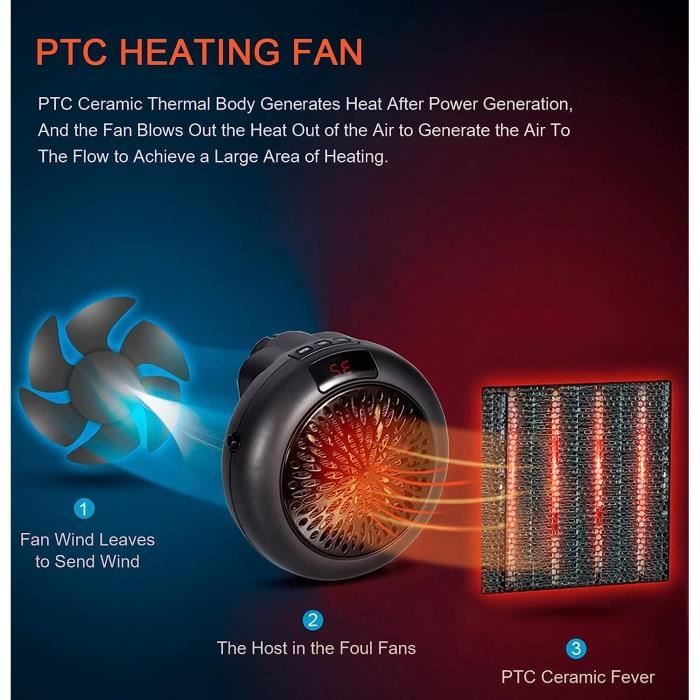 PTC HEATING FAN
PTC Ceramic Thermal Body Generates Heat After Power Generation,
And the Fan Blows Out the Heat Out of the Air to Generate the Air To
The Flow to Achieve a Large Area of Heating.
1
Fan Wind Leaves
to Send Wind
2
The Host in the Foul Fans
3
PTC Ceramic Fever